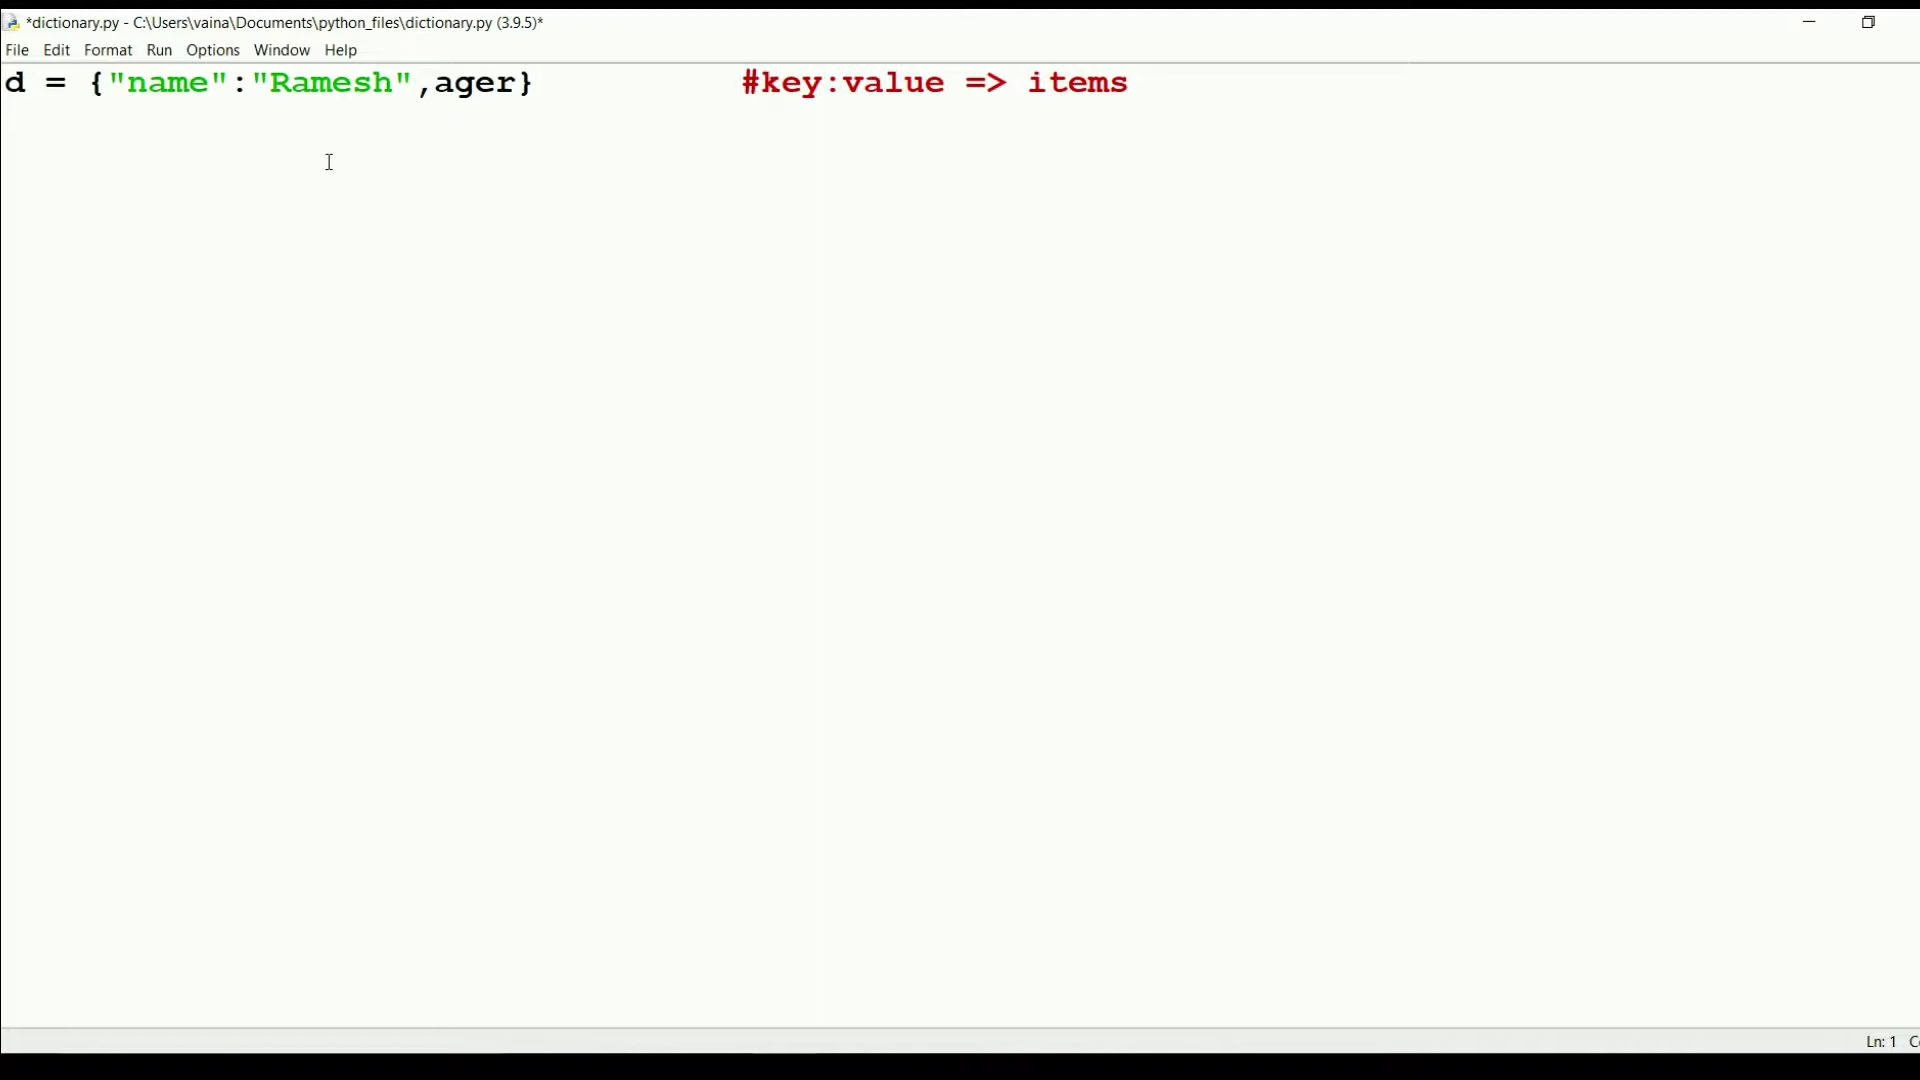 *dictionary.py - C:\Users\vaina\Documents\python_files\dictionary.py (3.9.5)*
File Edit Format Run Options Window Help
d = {"name":"Ramesh",ager} #key:value => items
Ln: 1